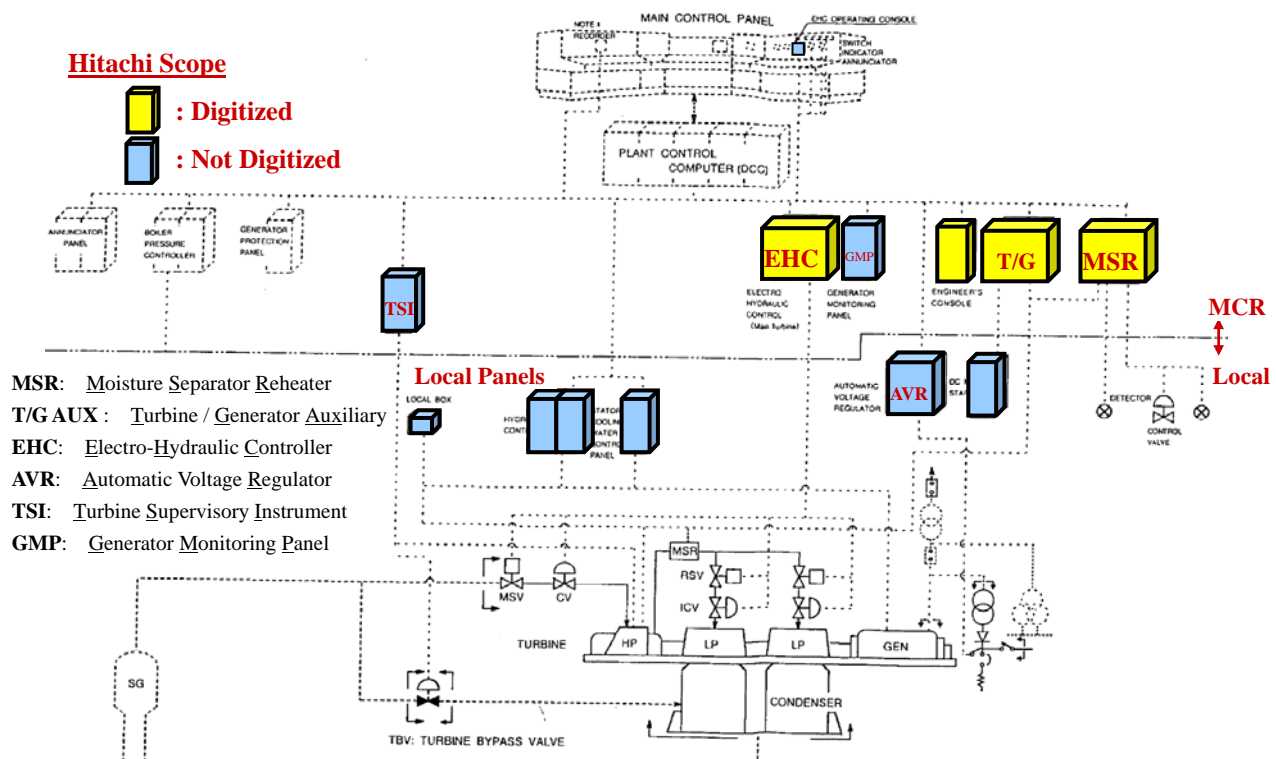 MAIN CONTROL PANEL
EHC OPERATING CONSOLE
NOTE 1
RECORDER
SWITCH
INDICATOR
ANNUNCIATOR
Hitachi Scope
: Digitized
: Not Digitized
PLANT CONTROL
COMPUTER (DCC)
ANNUNCIATOR
PANEL
BOILER
PRESSURE
CONTROLLER
GENERATOR
PROTECTION
PANEL
TSI
EHC
GMP
T/G
MSR
ELECTRO
HYDRAULIC
CONTROL
(Main Turbine)
GENERATOR
MONITORING
PANEL
ENGINEER'S
CONSOLE
MCR
Local
MSR: Moisture Separator Reheater
T/G AUX : Turbine / Generator Auxiliary
EHC: Electro-Hydraulic Controller
AVR: Automatic Voltage Regulator
TSI: Turbine Supervisory Instrument
GMP: Generator Monitoring Panel
Local Panels
LOCAL BOX
PANEL
AUTOMATIC
VOLTAGE
REGULATOR
AVR
DC
DETECTOR
CONTROL
VALVE
MSR
RSV
ICV
MSV
CV
TURBINE
HP
LP
LP
GEN
SG
CONDENSER
TBV: TURBINE BYPASS VALVE